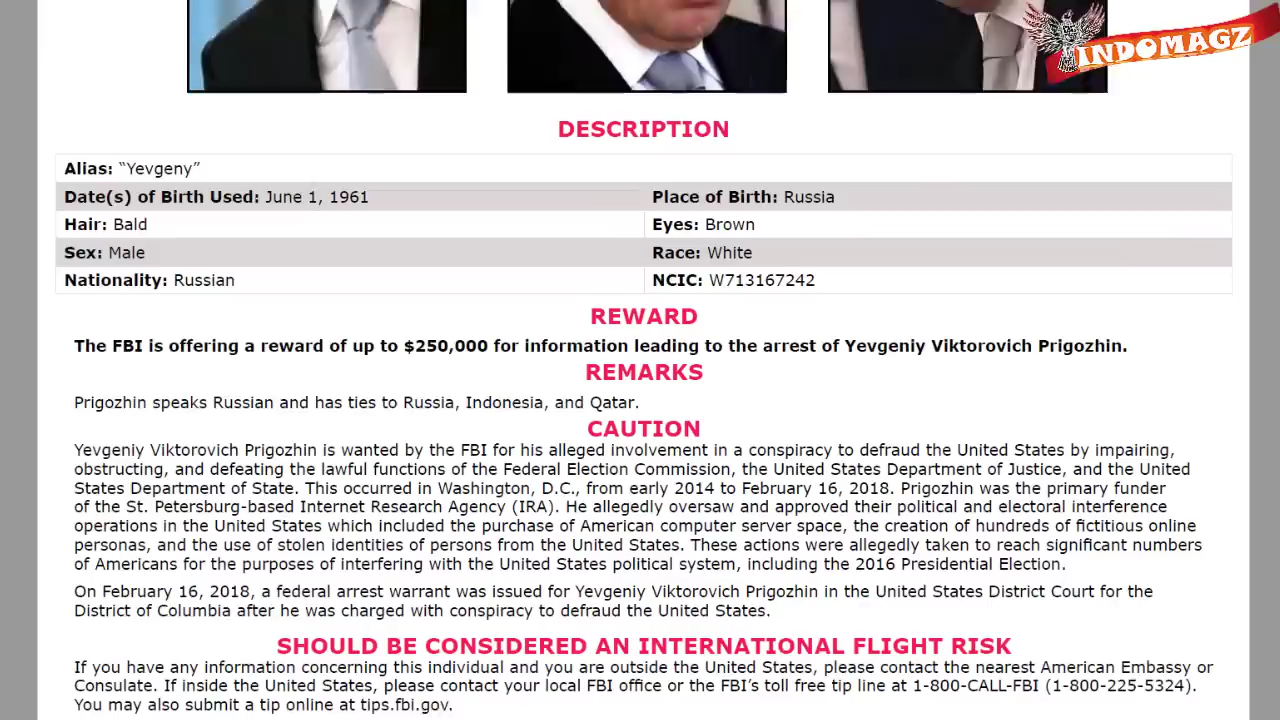 INDOMAGZ
DESCRIPTION
Alias: “Yevgeny”
Date(s) of Birth Used: June 1, 1961 Place of Birth: Russia
Hair: Bald Eyes: Brown
Sex: Male Race: White
Nationality: Russian NCIC: W713167242
REWARD
The FBI is offering a reward of up to $250,000 for information leading to the arrest of Yevgeniy Viktorovich Prigozhin.
REMARKS
Prigozhin speaks Russian and has ties to Russia, Indonesia, and Qatar.
CAUTION
Yevgeniy Viktorovich Prigozhin is wanted by the FBI for his alleged involvement in a conspiracy to defraud the United States by impairing,
obstructing, and defeating the lawful functions of the Federal Election Commission, the United States Department of Justice, and the United
States Department of State. This occurred in Washington, D.C., from early 2014 to February 16, 2018. Prigozhin was the primary funder
of the St. Petersburg-based Internet Research Agency (IRA). He allegedly oversaw and approved their political and electoral interference
operations in the United States which included the purchase of American computer server space, the creation of hundreds of fictitious online
personas, and the use of stolen identities of persons from the United States. These actions were allegedly taken to reach significant numbers
of Americans for the purposes of interfering with the United States political system, including the 2016 Presidential Election.
On February 16, 2018, a federal arrest warrant was issued for Yevgeniy Viktorovich Prigozhin in the United States District Court for the
District of Columbia after he was charged with conspiracy to defraud the United States.
SHOULD BE CONSIDERED AN INTERNATIONAL FLIGHT RISK
If you have any information concerning this individual and you are outside the United States, please contact the nearest American Embassy or
Consulate. If inside the United States, please contact your local FBI office or the FBI’s toll free tip line at 1-800-CALL-FBI (1-800-225-5324).
You may also submit a tip online at tips.fbi.gov.